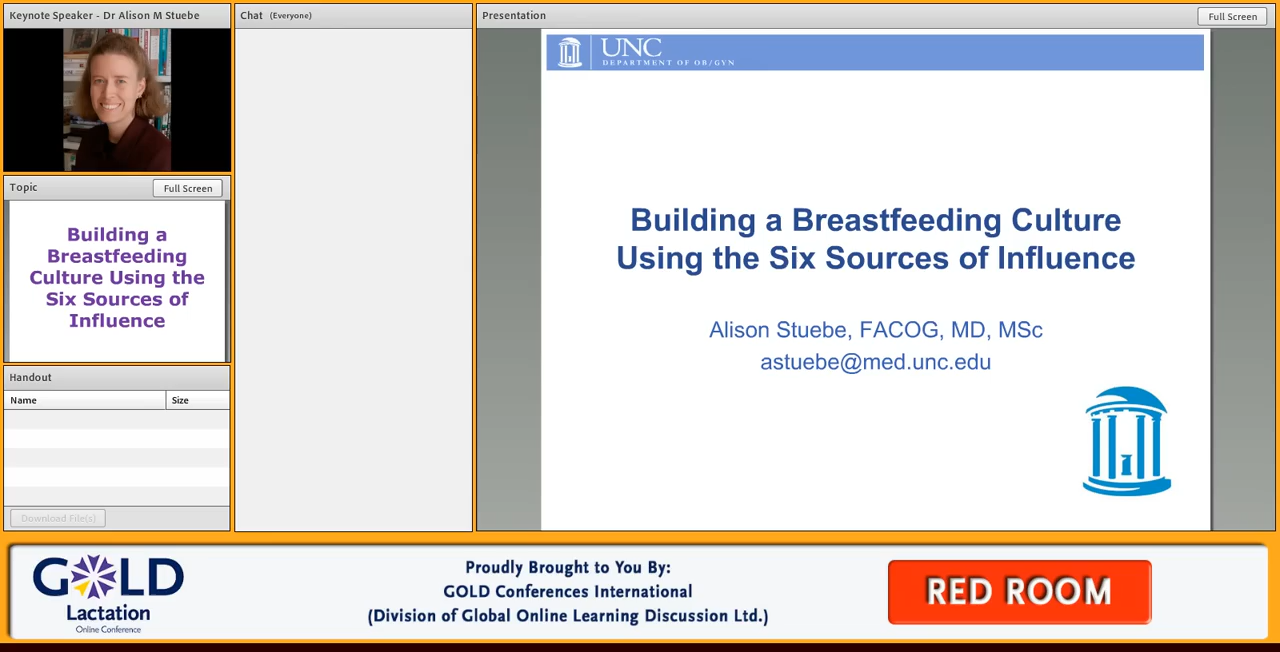 Keynote Speaker - Dr Alison M Stuebe
Topic
Full Screen
Building a
Breastfeeding
Culture Using the
Six Sources of
Influence
Handout
Name
Size
Download File(s)
Chat (Everyone)
Presentation
Full Screen
UNC
DEPARTMENT OF OB/GYN
Building a Breastfeeding Culture
Using the Six Sources of Influence
Alison Stuebe, FACOG, MD, MSc
astuebe@med.unc.edu
GOLD
Lactation
Online Conference
Proudly Brought to You By:
GOLD Conferences International
(Division of Global Online Learning Discussion Ltd.)
RED ROOM